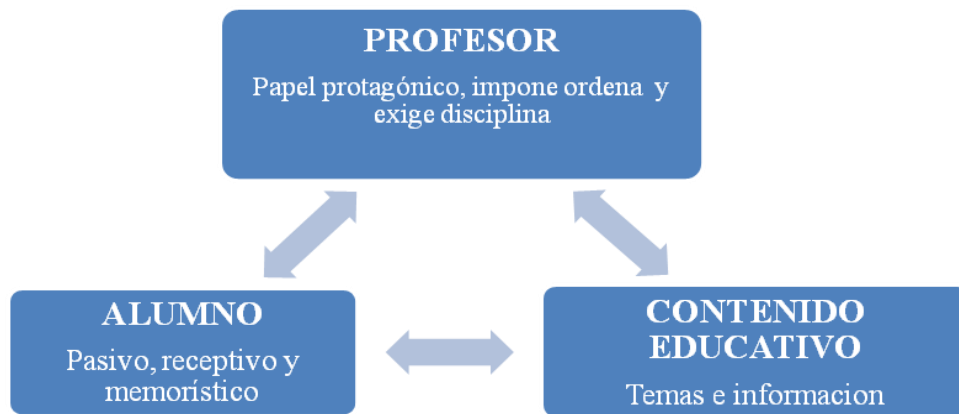 PROFESOR
Papel protagónico, impone ordena y
exige disciplina
ALUMNO
Pasivo, receptivo y
memorístico
CONTENIDO
EDUCATIVO
Temas e informacion